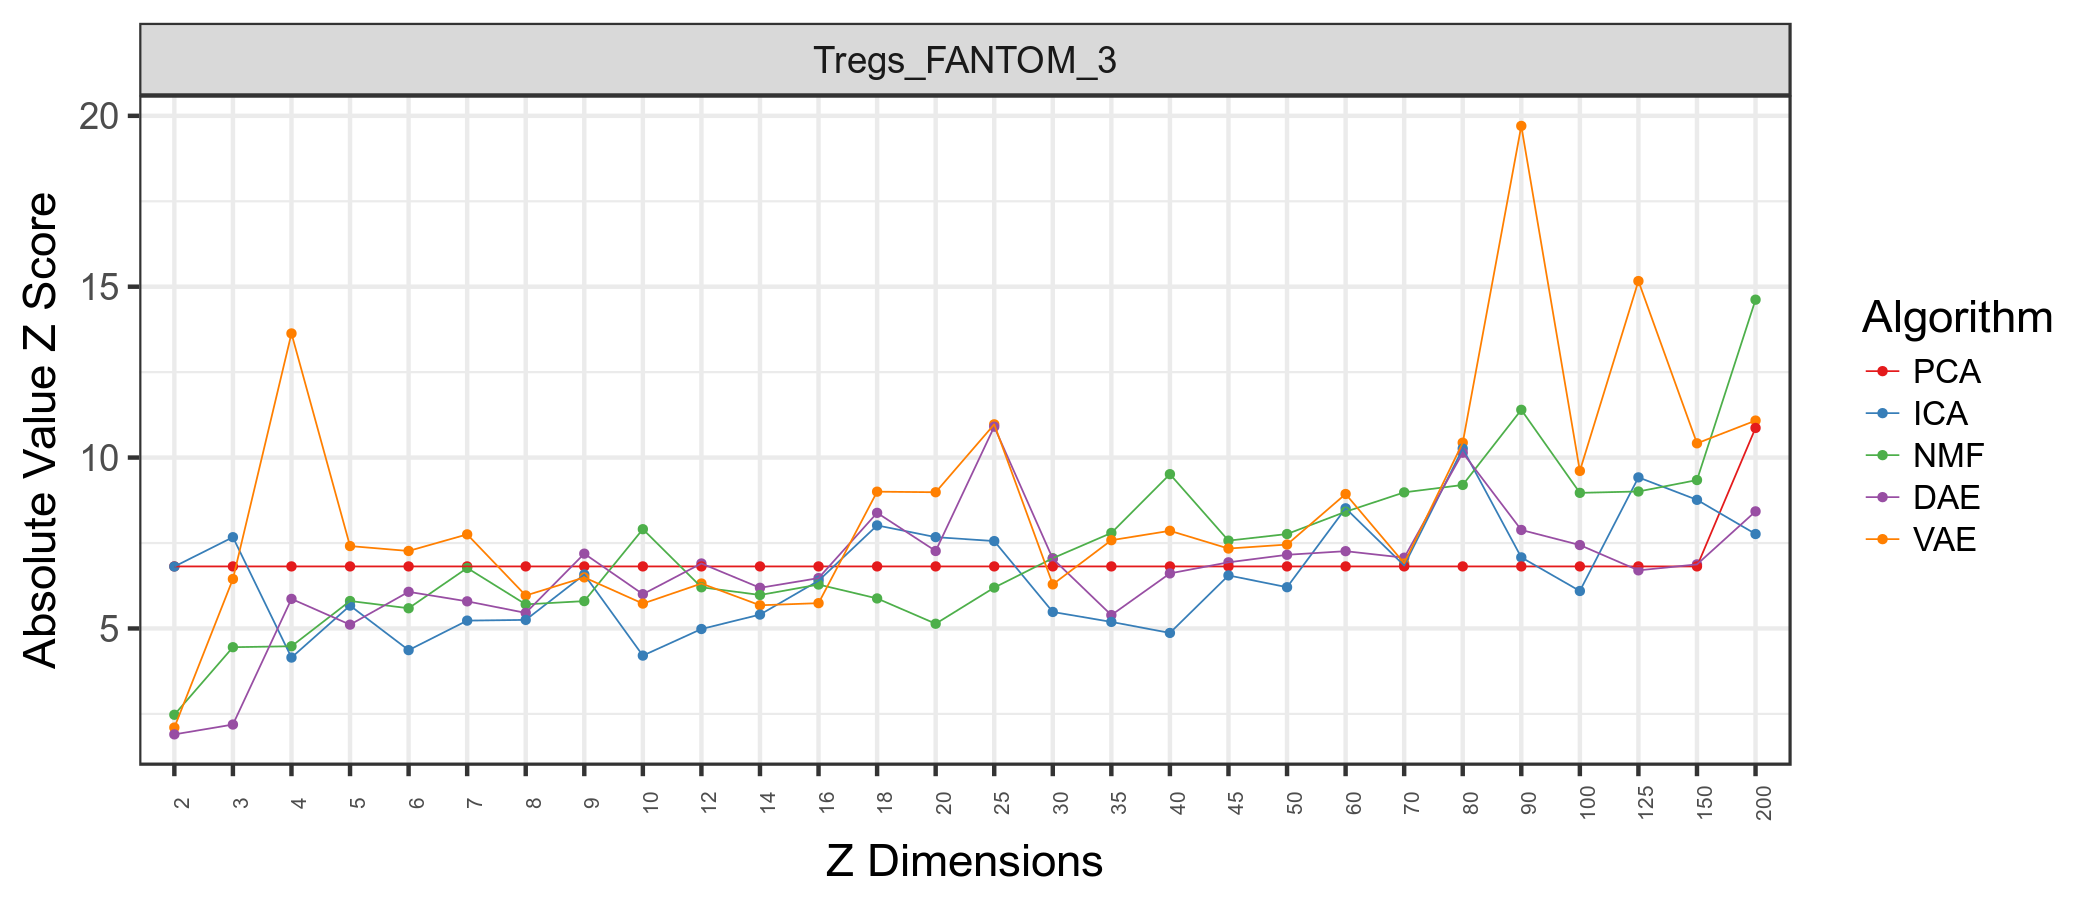 Tregs_FANTOM_3
20
15
10
5
Absolute Value Z Score
2 3 4 5 6 7 8 9 10 12 14 16 18 20 25 30 35 40 45 50 60 70 80 90 100 125 150 200
Z Dimensions
Algorithm
PCA
ICA
NMF
DAE
VAE